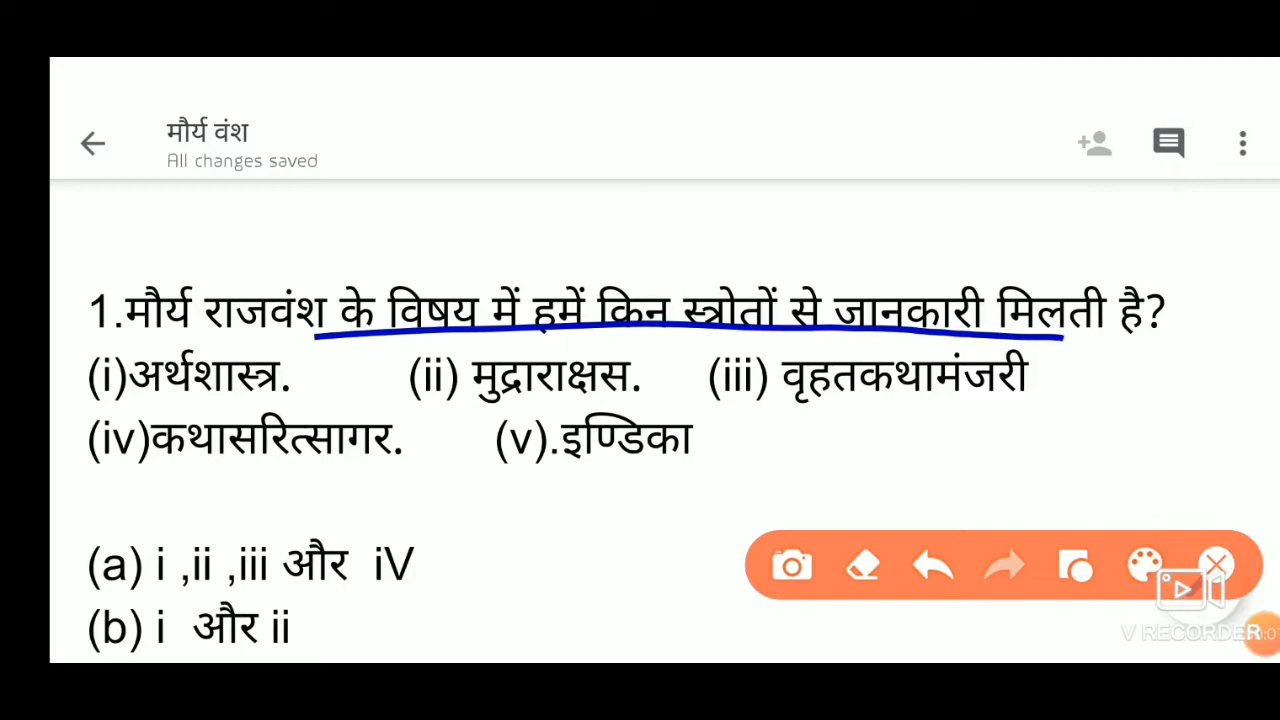 मौर्य वंश
All changes saved
1.मौर्य राजवंश के विषय में हमें किन स्त्रोतों से जानकारी मिलती है?
(i)अर्थशास्त्र. (ii) मुद्राराक्षस. (iii) वृहतकथामंजरी
(iv)कथासरित्सागर. (v).इण्डिका
(a) i ,ii ,iii और iV
(b) i और ii
V RECORDER